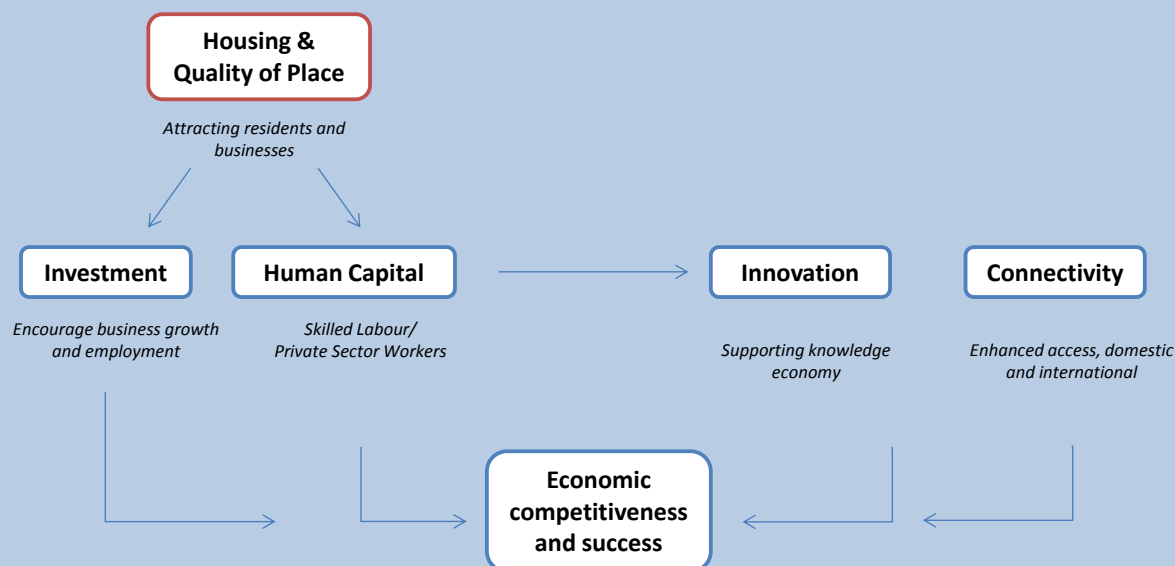 Housing &
Quality of Place
Attracting residents and
businesses
Investment
Human Capital
Innovation
Connectivity
Encourage business growth
and employment
Skilled Labour/
Private Sector Workers
Supporting knowledge
economy
Enhanced access, domestic
and international
Economic
competitiveness
and success